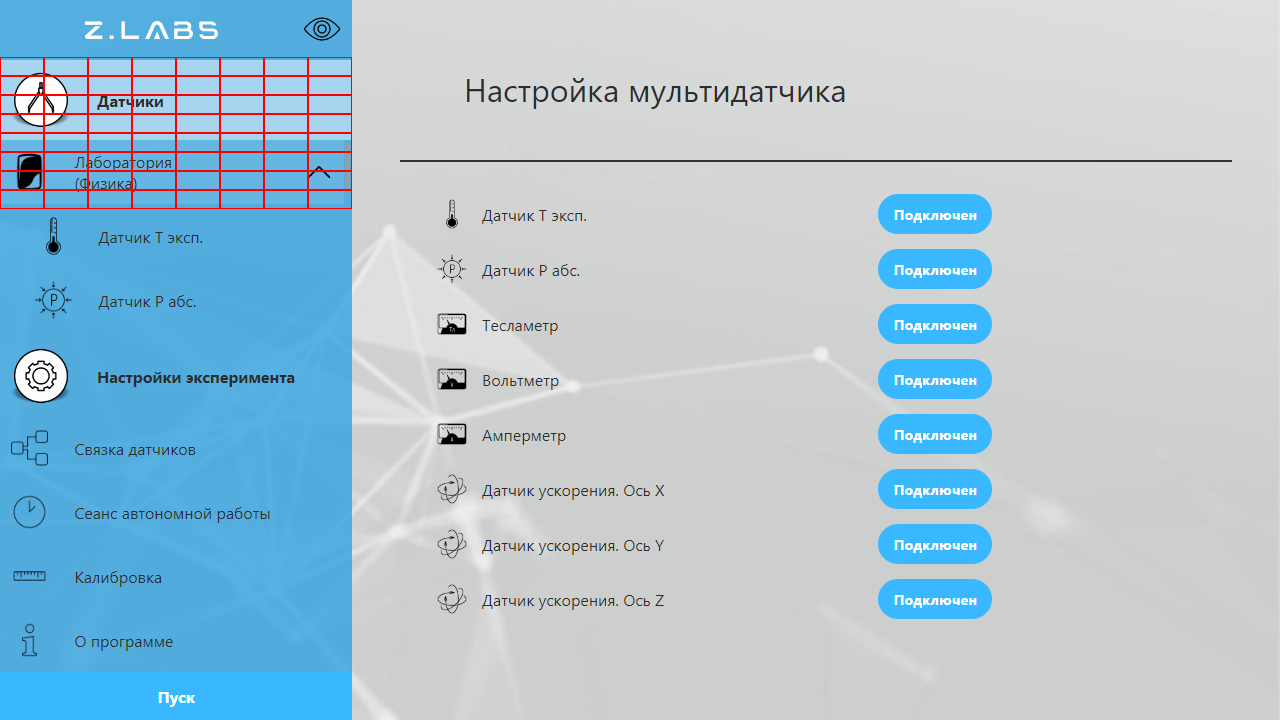 Z.LABS
Датчики
Лаборатория
(Физика)
Датчик Т эксп.
P
Датчик Р абс.
Настройки эксперимента
Связка датчиков
Сеанс автономной работы
Калибровка
О программе
Пуск
Настройка мультидатчика
Датчик Т эксп.
Подключен
P
Датчик Р абс.
Подключен
Тесламетр
Подключен
Вольтметр
Подключен
Амперметр
Подключен
Датчик ускорения. Ось X
Подключен
Датчик ускорения. Ось Y
Подключен
Датчик ускорения. Ось Z
Подключен